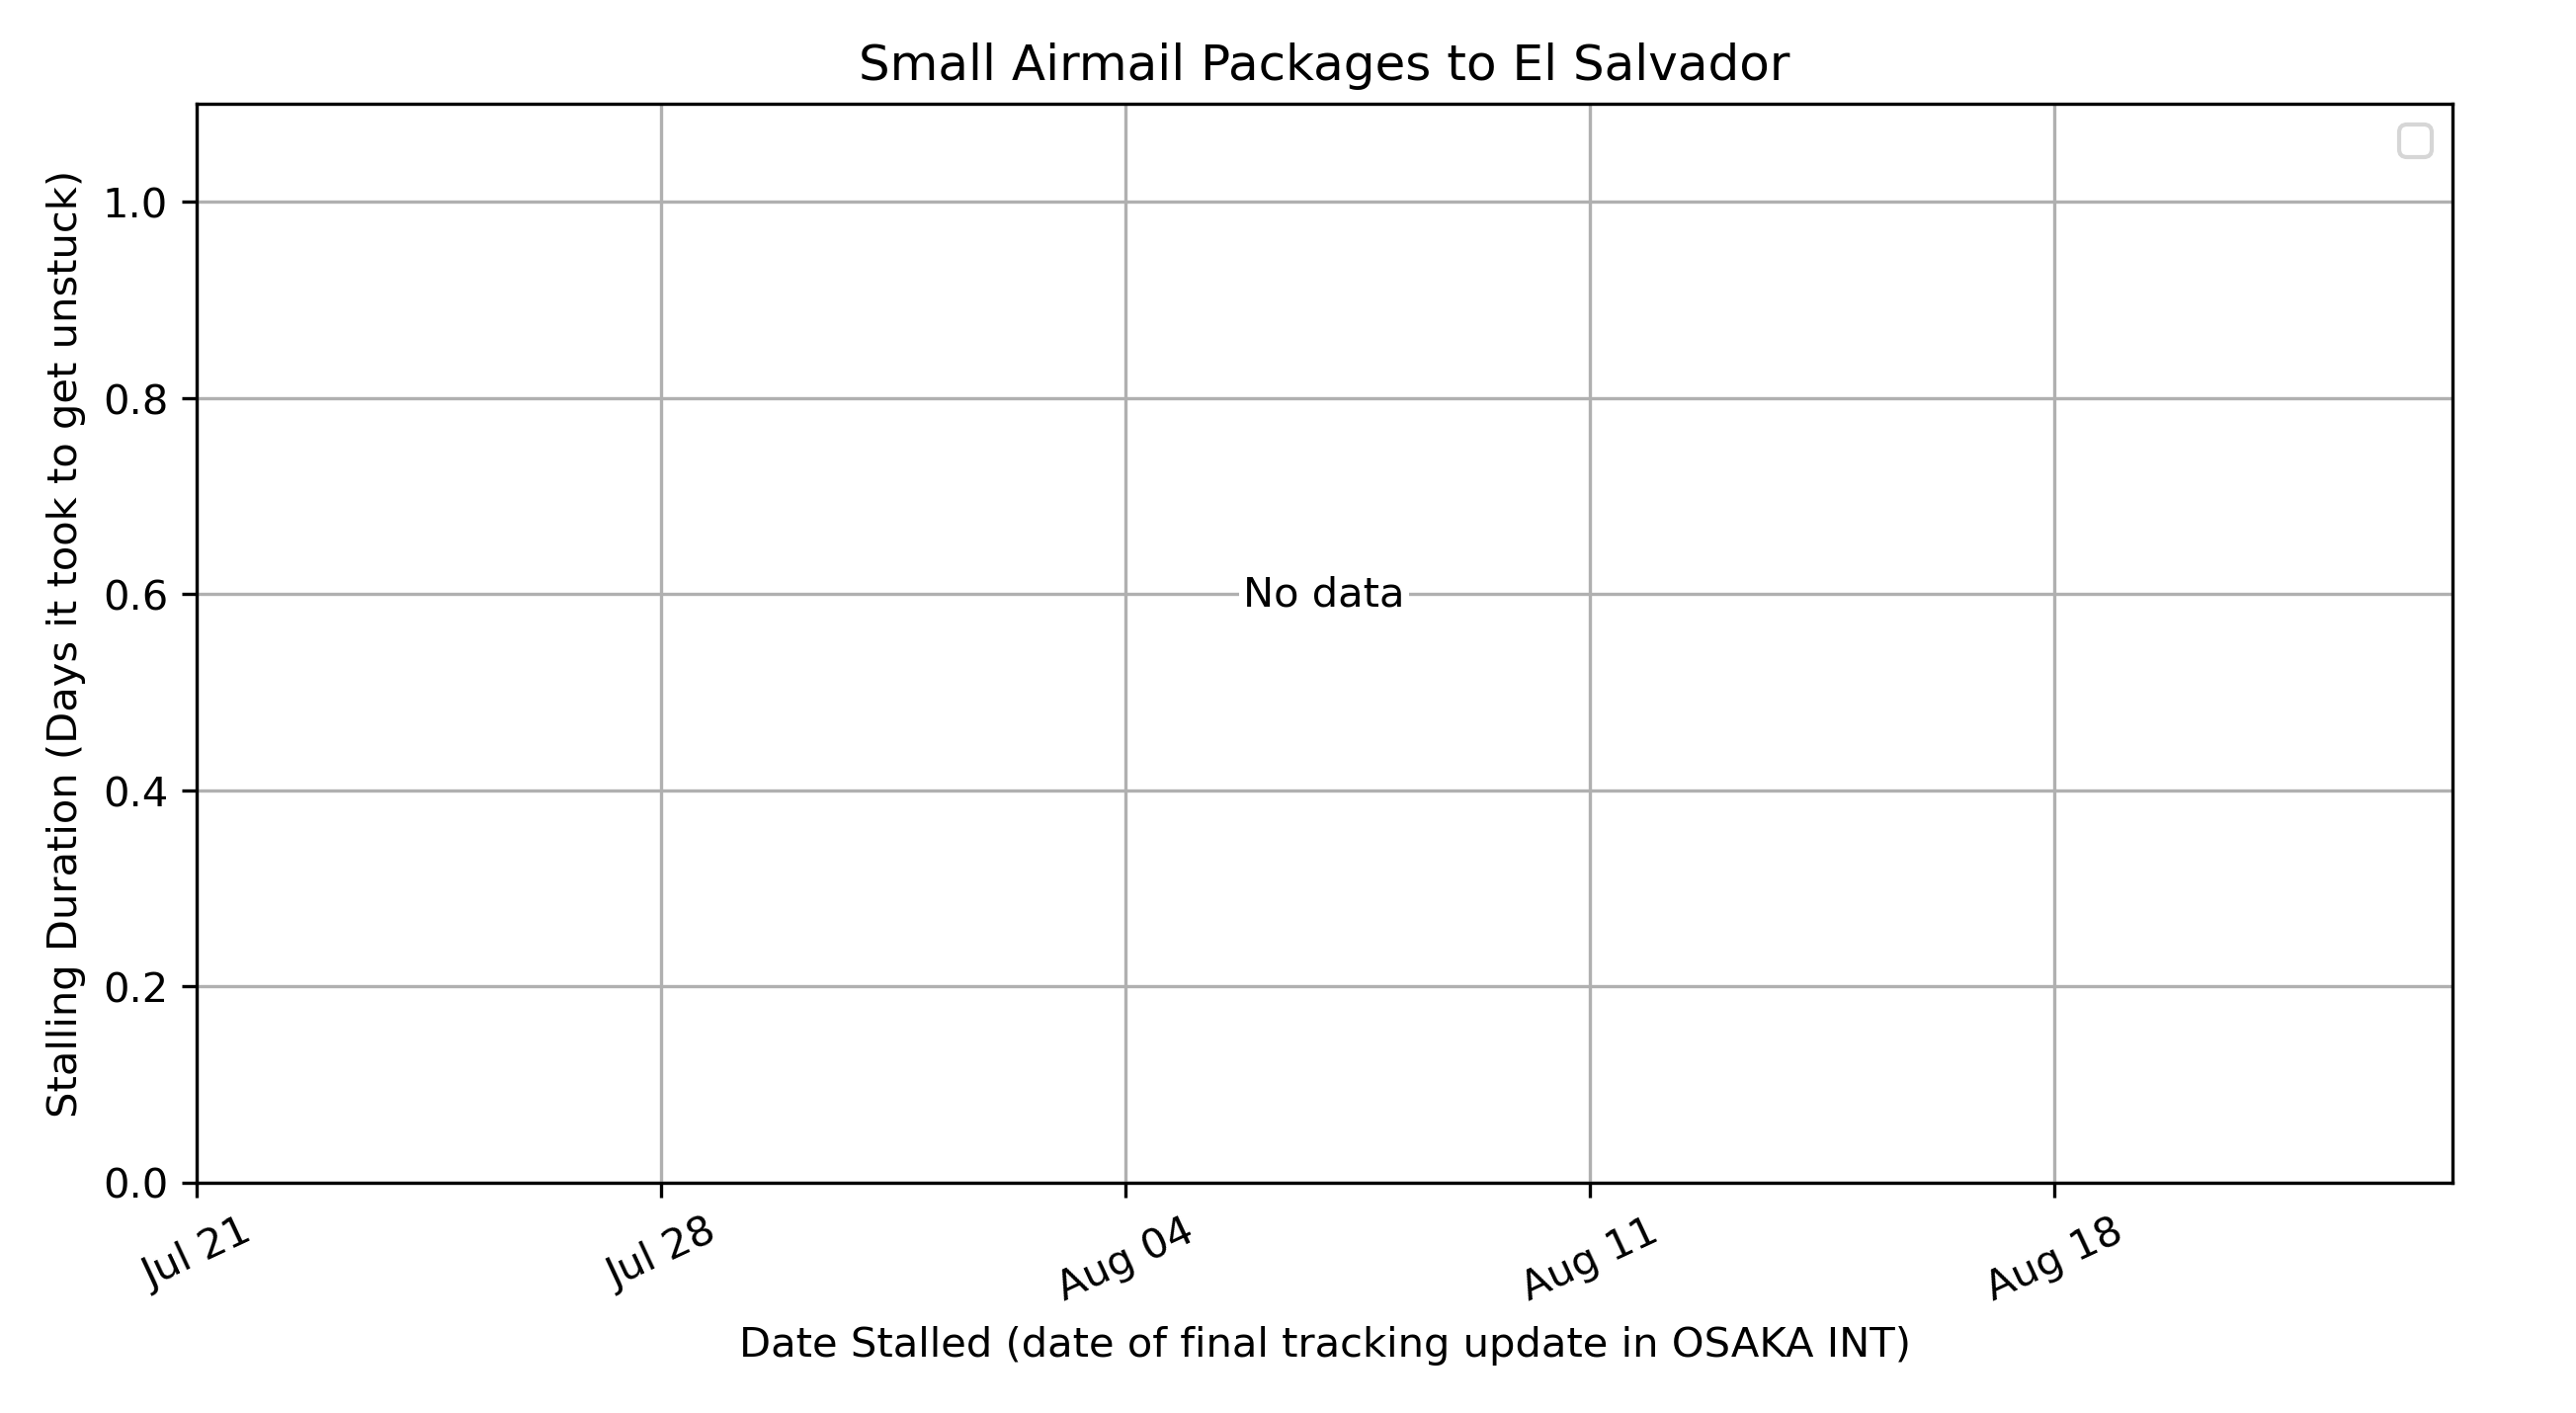 Small Airmail Packages to El Salvador
Stalling Duration (Days it took to get unstuck)
1.0
0.8
0.6
0.4
0.2
0.0
No data
Jul 21
Jul 28
Aug 04
Aug 11
Aug 18
Date Stalled (date of final tracking update in OSAKA INT)